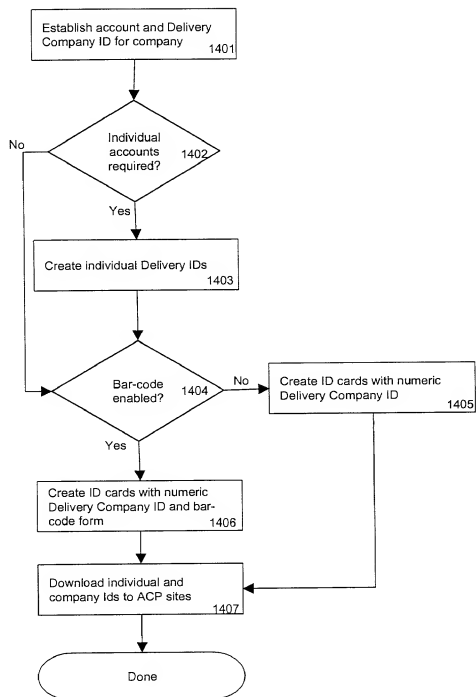 Establish account and Delivery
Company ID for company
1401
Individual
accounts
required?
1402
No
Yes
Create individual Delivery IDs
1403
Bar-code
enabled?
1404
No
Create ID cards with numeric
Delivery Company ID
1405
Yes
Create ID cards with numeric
Delivery Company ID and bar-
code form
1406
Download individual and
company Ids to ACP sites
1407
Done